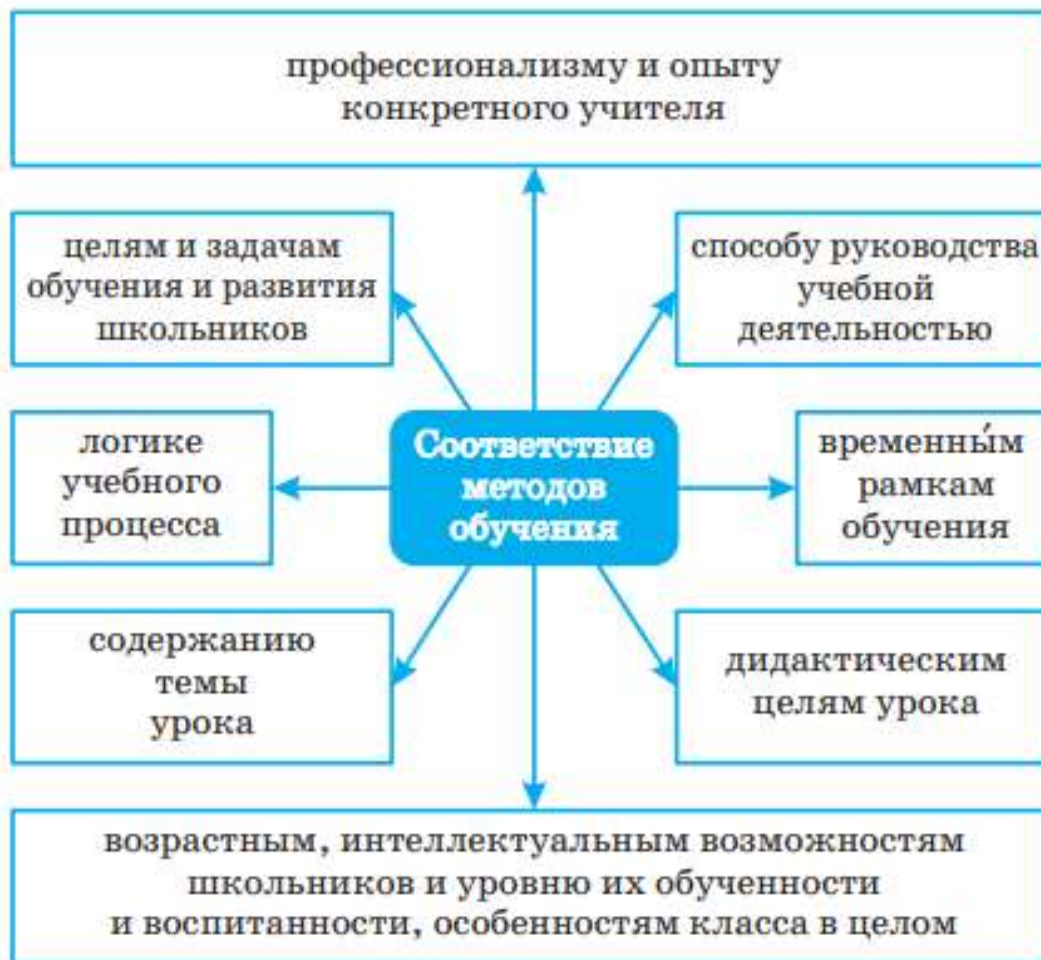 профессионализму и опыту
конкретного учителя
целям и задачам
обучения и развития
школьников
способу руководства
учебной
деятельностью
логике
учебного
процесса
Соответствие
методов
обучения
временны́м
рамкам
обучения
содержанию
темы
урока
дидактическим
целям урока
возрастным, интеллектуальным возможностям
школьников и уровню их обученности
и воспитанности, особенностям класса в целом